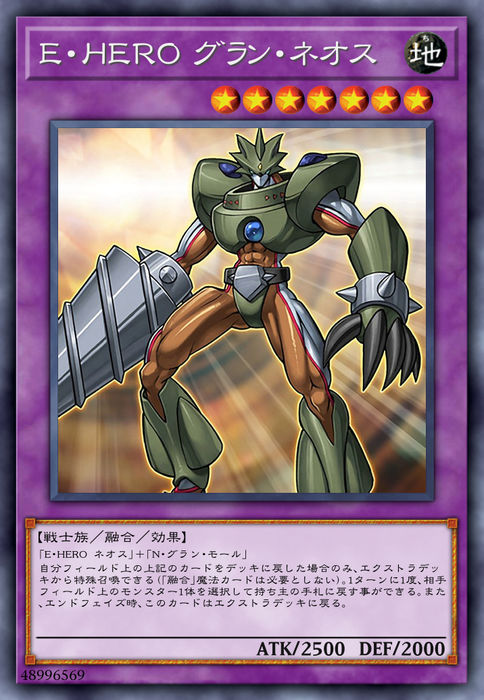 E・HERO グラン・ネオス
ち
地
【戦士族／融合／効果】
「E・HERO ネオス」＋「N・グラン・モール」
自分フィールド上の上記のカードをデッキに戻した場合のみ、エクストラデッ
キから特殊召喚できる（「融合」魔法カードは必要としない）。1ターンに1度、相手
フィールド上のモンスター1体を選択して持ち主の手札に戻す事ができる。また
、エンドフェイズ時、このカードはエクストラデッキに戻る。
ATK/2500 DEF/2000
48996569